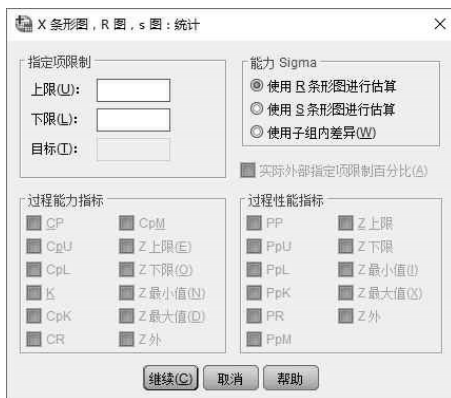 X 条形图，R 图，s 图：统计
指定项限制
上限(U)：
下限(L)：
目标(T)：
能力 Sigma
使用 R 条形图进行估算
使用 S 条形图进行估算
使用子组内差异(W)
实际外部指定项限制百分比(A)
过程能力指标
CP
CpU
CpL
K
CpK
CR
CpM
Z 上限(E)
Z 下限(O)
Z 最小值(N)
Z 最大值(D)
Z 外
过程性能指标
PP
PpU
PpL
PpK
PR
PpM
Z 上限
Z 下限
Z 最小值(I)
Z 最大值(X)
Z 外
继续(C)
取消
帮助